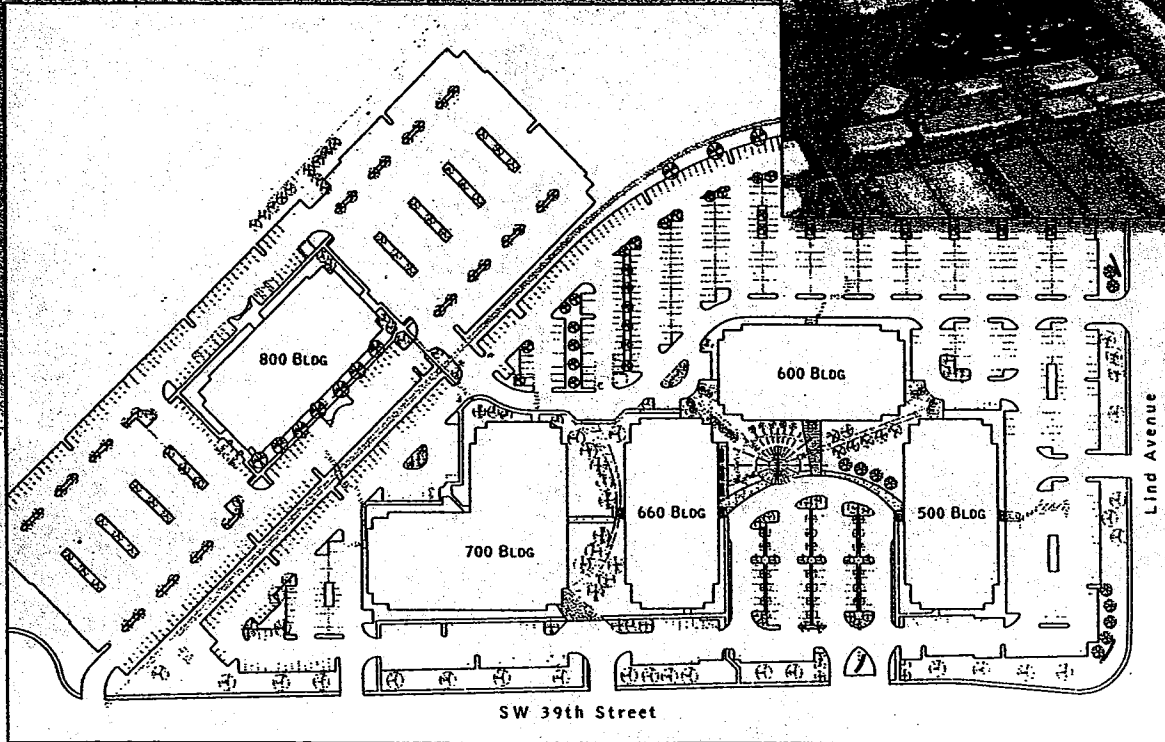 800 BLDG
600 BLDG
700 BLDG
660 BLDG
500 BLDG
Lind Avenue
SW 39th Street